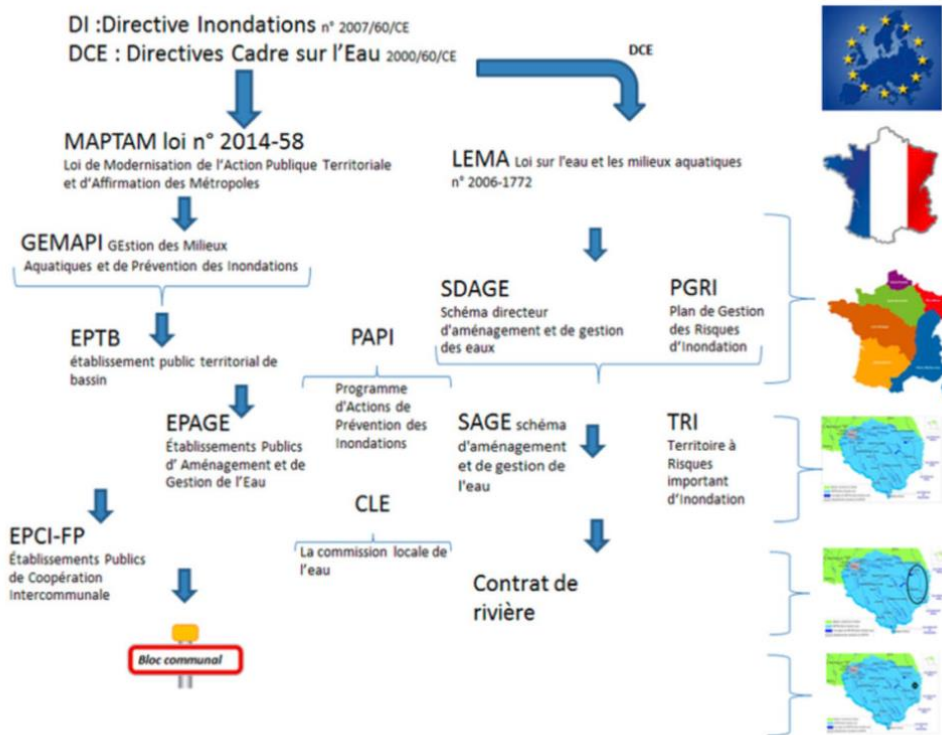 DI :Directive Inondations n° 2007/60/CE
DCE : Directives Cadre sur l'Eau 2000/60/CE
DCE
MAPTAM loi n° 2014-58
Loi de Modernisation de l'Action Publique Territoriale
et d'Affirmation des Métropoles
LEMA Loi sur l'eau et les milieux aquatiques
n° 2006-1772
GEMAPI GEstion des Milieux
Aquatiques et de Prévention des Inondations
SDAGE
Schéma directeur
d'aménagement et de gestion
des eaux
PGRI
Plan de Gestion
des Risques
d'Inondation
EPTB
établissement public territorial de
bassin
PAPI
Programme
d'Actions de
Prévention des
Inondations
EPAGE
Établissements Publics
d' Aménagement et de
Gestion de l'Eau
SAGE schéma
d'aménagement
et de gestion de
l'eau
TRI
Territoire à
Risques
important
d'Inondation
CLE
La commission locale de
l'eau
EPCI-FP
Établissements Publics
de Coopération
Intercommunale
Contrat de
rivière
Bloc communal